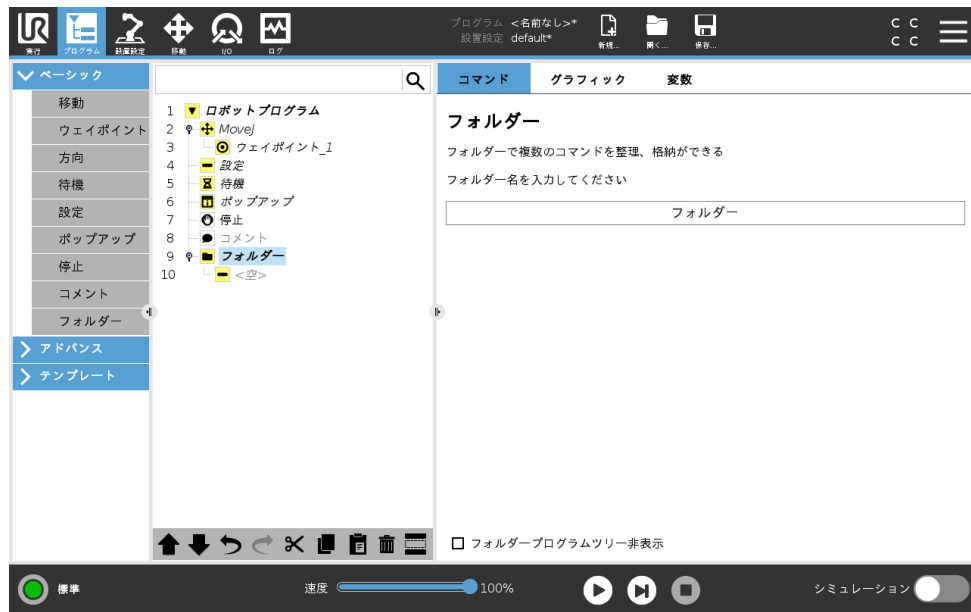 プログラム <名前なし>*
設置設定 default*
UR
実行
プログラム
設置設定
移動
I/O
ログ
新規...
開く...
保存...
C C
C C
ベーシック
移動
ウェイポイント
方向
待機
設定
ポップアップ
停止
コメント
フォルダー
アドバンス
テンプレート
1 ロボットプログラム
2 MoveJ
3 ウェイポイント_1
4 設定
5 待機
6 ポップアップ
7 停止
8 コメント
9 フォルダー
10 <空>
コマンド グラフィック 変数
フォルダー
フォルダーで複数のコマンドを整理、格納ができる
フォルダー名を入力してください
フォルダー
フォルダープログラムツリー非表示
標準
速度 100%
シミュレーション